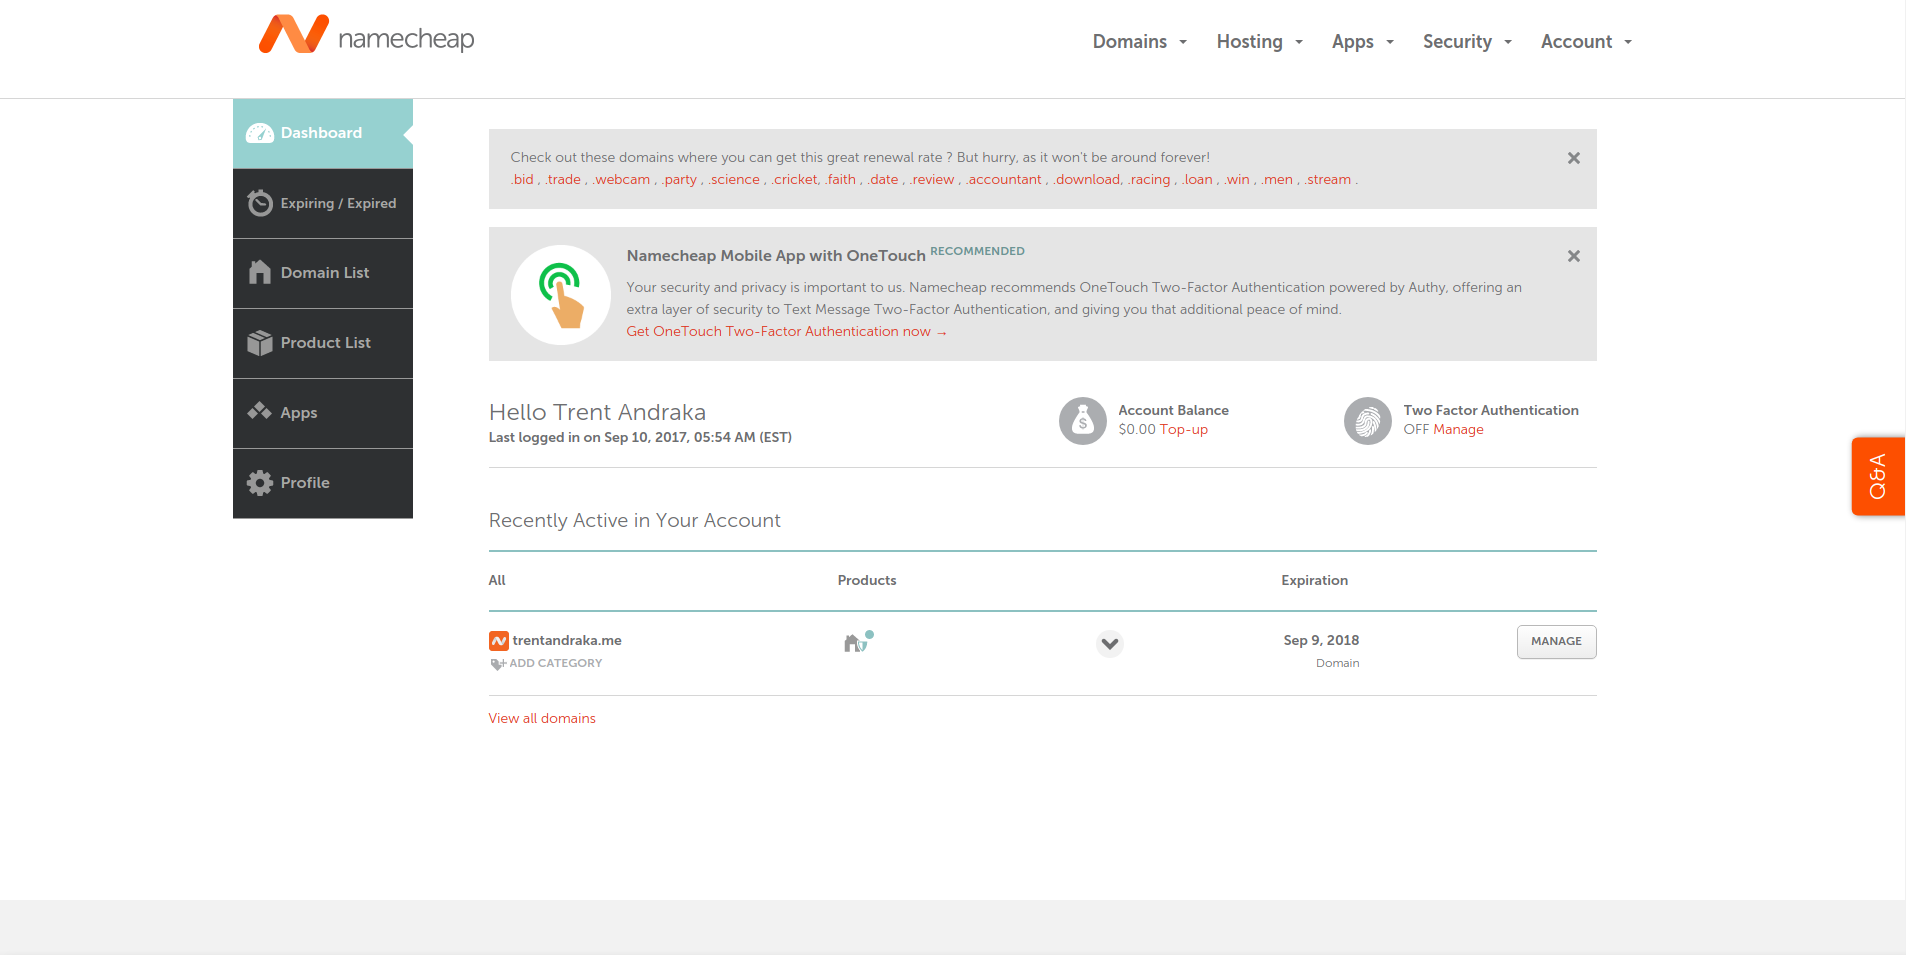 namecheap
Domains Hosting Apps Security Account
Dashboard
Expiring / Expired
Domain List
Product List
Apps
Profile
Check out these domains where you can get this great renewal rate ? But hurry, as it won't be around forever!
.bid , .trade , .webcam , .party , .science , .cricket, .faith , .date , .review , .accountant , .download, .racing , .loan , .win , .men , .stream .
Namecheap Mobile App with OneTouch RECOMMENDED
Your security and privacy is important to us. Namecheap recommends OneTouch Two-Factor Authentication powered by Authy, offering an
extra layer of security to Text Message Two-Factor Authentication, and giving you that additional peace of mind.
Get OneTouch Two-Factor Authentication now →
Hello Trent Andraka
Last logged in on Sep 10, 2017, 05:54 AM (EST)
$
Account Balance
$0.00 Top-up
Two Factor Authentication
OFF Manage
Q&A
Recently Active in Your Account
All Products Expiration
trentandraka.me Sep 9, 2018 MANAGE
ADD CATEGORY Domain
View all domains